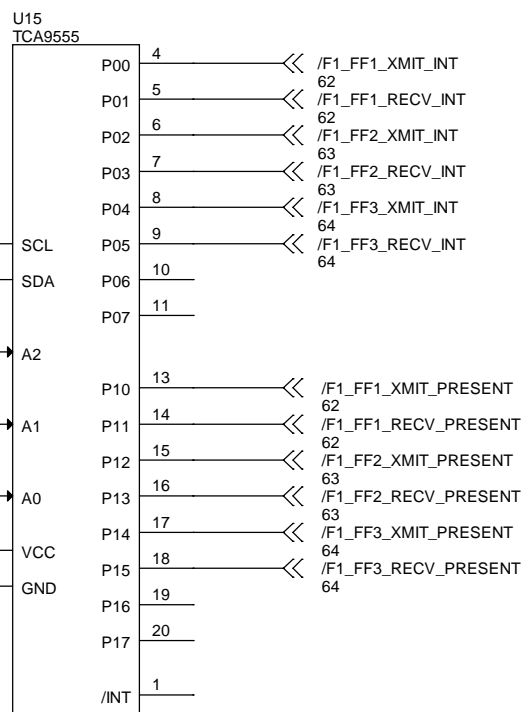 U15
TCA9555
P00 4 /F1_FF1_XMIT_INT
62
P01 5 /F1_FF1_RECV_INT
62
P02 6 /F1_FF2_XMIT_INT
63
P03 7 /F1_FF2_RECV_INT
63
P04 8 /F1_FF3_XMIT_INT
64
SCL P05 9 /F1_FF3_RECV_INT
64
SDA P06 10
P07 11
A2
P10 13 /F1_FF1_XMIT_PRESENT
62
A1 P11 14 /F1_FF1_RECV_PRESENT
62
P12 15 /F1_FF2_XMIT_PRESENT
63
A0 P13 16 /F1_FF2_RECV_PRESENT
63
P14 17 /F1_FF3_XMIT_PRESENT
64
VCC
P15 18 /F1_FF3_RECV_PRESENT
64
GND
P16 19
P17 20
/INT 1